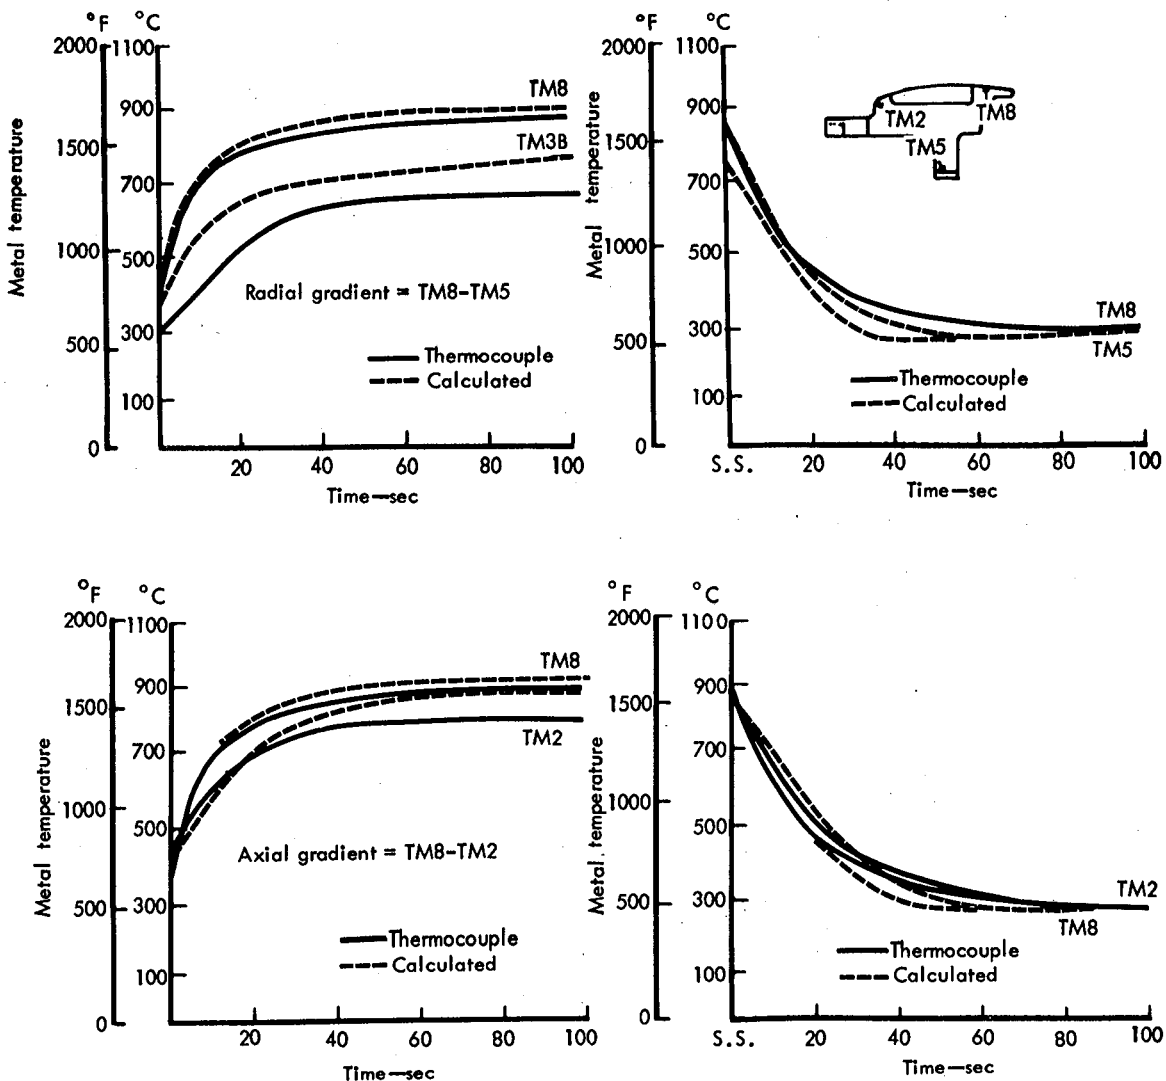 °F °C
2000 1100
900
1500
700
1000
500
300
500
100
0
20 40 60 80 100
Time—sec
Metal temperature
TM8
TM3B
Radial gradient = TM8-TM5
Thermocouple
Calculated
°F °C
2000 1100
900
1500
700
1000
500
300
500
100
0
S.S. 20 40 60 80 100
Time—sec
Metal temperature
TM2
TM8
TM5
TM8
TM5
Thermocouple
Calculated
°F °C
2000 1100
900
1500
700
1000
500
300
500
100
0
20 40 60 80 100
Time—sec
Metal temperature
TM8
TM2
Axial gradient = TM8-TM2
Thermocouple
Calculated
°F °C
2000 1100
900
1500
700
1000
500
300
500
100
0
S.S. 20 40 60 80 100
Time—sec
Metal temperature
TM2
TM8
Thermocouple
Calculated